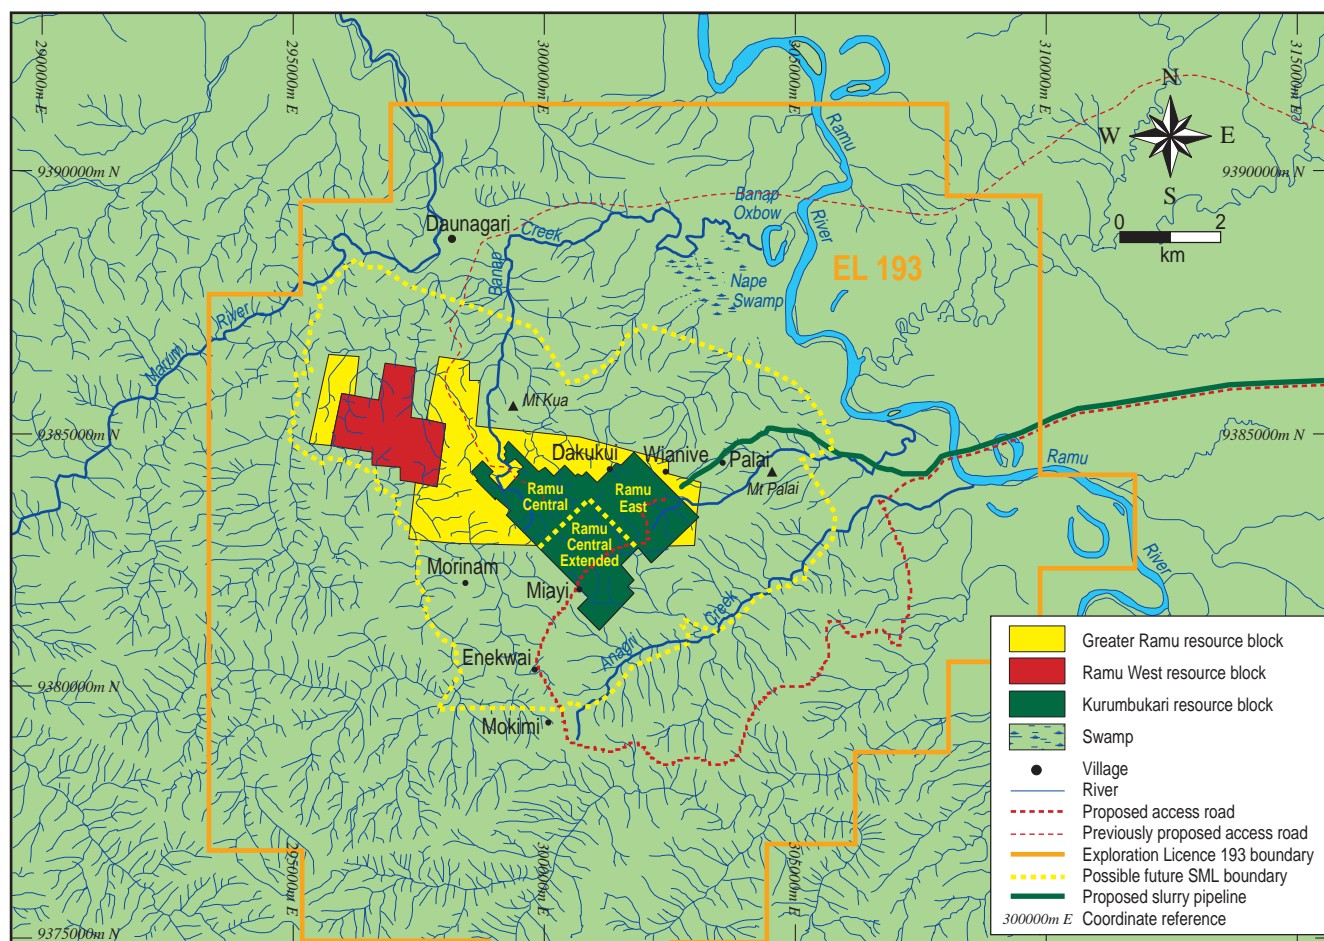 290000m E
295000m E
300000m E
305000m E
310000m E
315000m E
N
W
E
S
0
2
km
9390000m N
9390000m N
Ramu
River
Banap
Oxbow
Daunagari
Creek
Banap
EL 193
Nape
Swamp
River
Marum
Mt Kua
9385000m N
9385000m N
Dakukui
Wianive
Palai
Mt Palai
Ramu
Ramu
Central
Ramu
East
Ramu
Central
Extended
River
Morinam
Miayi
Creek
Anagri
Enekwai
9380000m N
Mokimi
Greater Ramu resource block
Ramu West resource block
Kurumbukari resource block
Swamp
Village
River
Proposed access road
Previously proposed access road
Exploration Licence 193 boundary
Possible future SML boundary
Proposed slurry pipeline
300000m E
Coordinate reference
295000m E
300000m E
305000m E
9375000m N